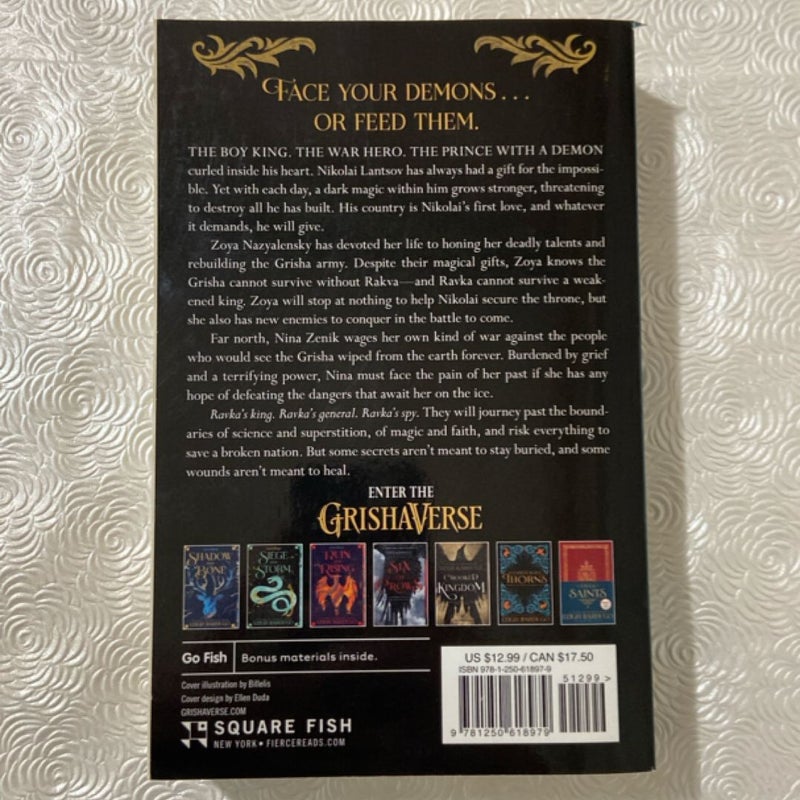 FACE YOUR DEMONS...
OR FEED THEM.
THE BOY KING. THE WAR HERO. THE PRINCE WITH A DEMON
curled inside his heart. Nikolai Lantsov has always had a gift for the impossi-
ble. Yet with each day, a dark magic within him grows stronger, threatening
to destroy all he has built. His country is Nikolai's first love, and whatever
it demands, he will give.
Zoya Nazyalensky has devoted her life to honing her deadly talents and
rebuilding the Grisha army. Despite their magical gifts, Zoya knows the
Grisha cannot survive without Rakva—and Ravka cannot survive a weak-
ened king. Zoya will stop at nothing to help Nikolai secure the throne, but
she also has new enemies to conquer in the battle to come.
Far north, Nina Zenik wages her own kind of war against the people
who would see the Grisha wiped from the earth forever. Burdened by grief
and a terrifying power, Nina must face the pain of her past if she has any
hope of defeating the dangers that await her on the ice.
Ravka's king. Ravka's general. Ravka's spy. They will journey past the bound-
aries of science and superstition, of magic and faith, and risk everything to
save a broken nation. But some secrets aren't meant to stay buried, and some
wounds aren't meant to heal.
ENTER THE
GRISHAVERSE
SHADOW
BONE
SIEGE
STORM
RUIN
RISING
SIX
CROWS
CROOKED
KINGDOM
THORNS
SAINTS
Go Fish
Bonus materials inside.
Cover illustration by Billelis
Cover design by Ellen Duda
GRISHAVERSE.COM
SQUARE FISH
NEW YORK • FIERCEREADS.COM
US $12.99 / CAN $17.50
ISBN 978-1-250-61897-9
51299 >
9 781250 618979